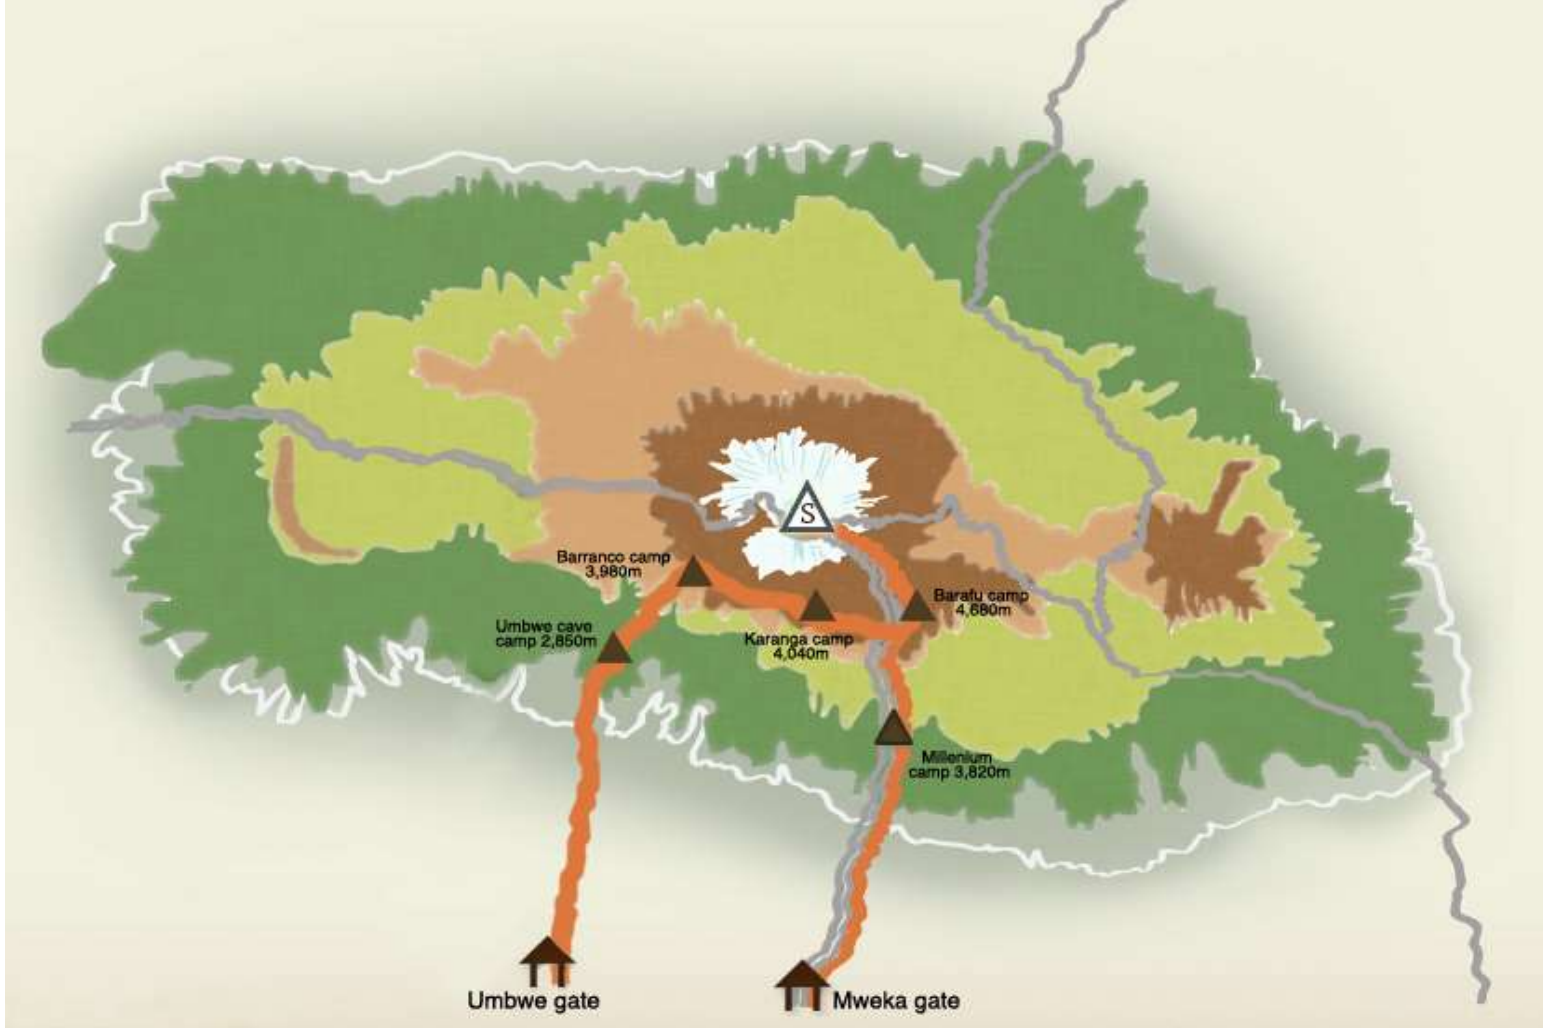 S
Barranco camp
3,980m
Barafu camp
4,680m
Umbwe cave
camp 2,850m
Karanga camp
4,040m
Millenium
camp 3,820m
Umbwe gate
Mweka gate